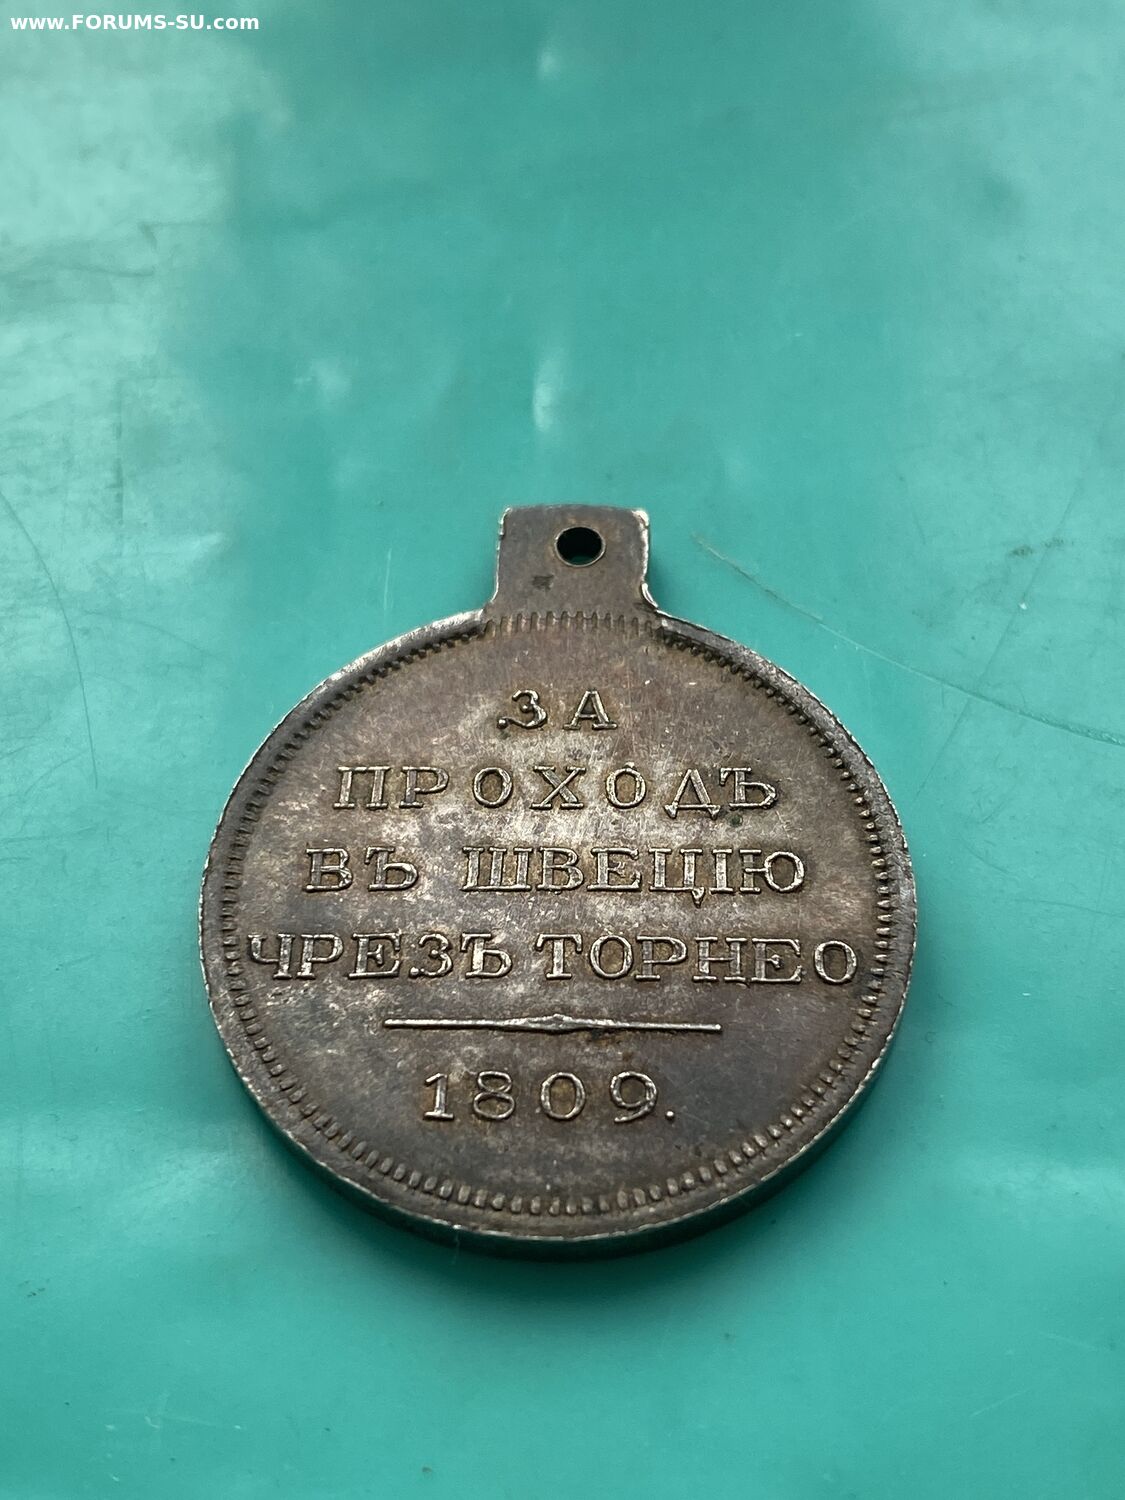 www.FORUMS-SU.com
ЗА
ПРОХОДЪ
ВЪ ШВЕЦІЮ
ЧРЕЗЪ ТОРНЕО
1809.